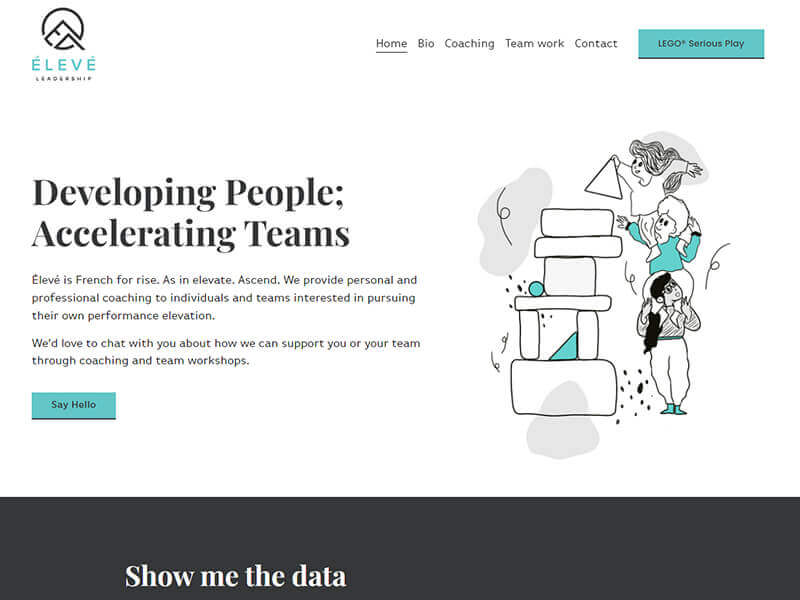 ÉLEVÉ
LEADERSHIP
Home Bio Coaching Team work Contact LEGO® Serious Play
Developing People;
Accelerating Teams
Élevé is French for rise. As in elevate. Ascend. We provide personal and
professional coaching to individuals and teams interested in pursuing
their own performance elevation.
We'd love to chat with you about how we can support you or your team
through coaching and team workshops.
Say Hello
Show me the data